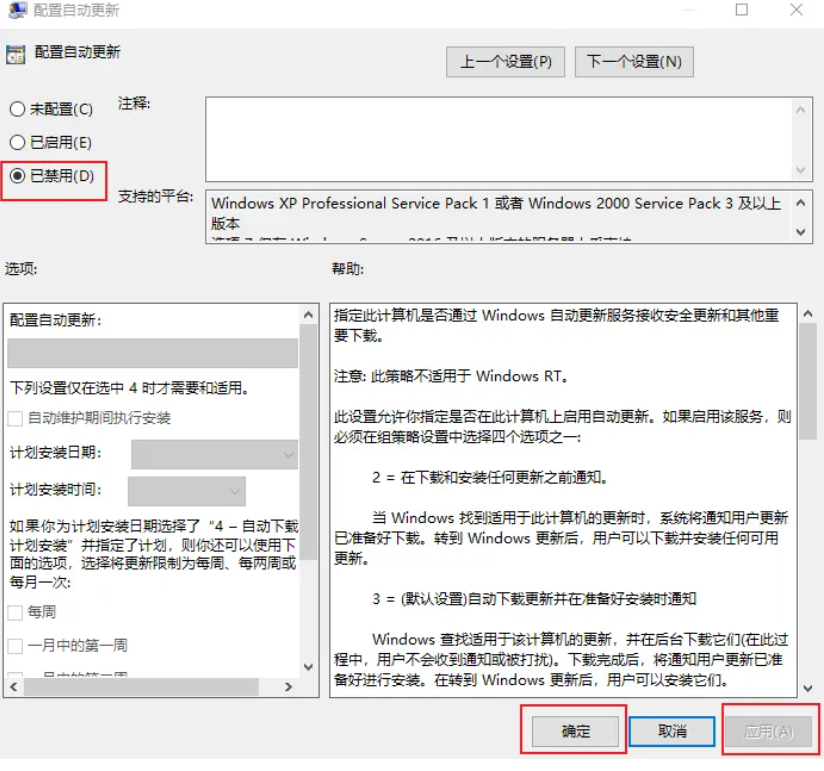 配置自动更新
配置自动更新
上一个设置(P)
下一个设置(N)
未配置(C)
注释:
已启用(E)
已禁用(D)
支持的平台:
Windows XP Professional Service Pack 1 或者 Windows 2000 Service Pack 3 及以上
版本
选项:
帮助:
配置自动更新:
下列设置仅在选中 4 时才需要和适用。
自动维护期间执行安装
计划安装日期:
计划安装时间:
如果你为计划安装日期选择了“4 – 自动下载
计划安装”并指定了计划，则你还可以使用下
面的选项，选择将更新限制为每周、每两周或
每月一次:
每周
一月中的第一周
指定此计算机是否通过 Windows 自动更新服务接收安全更新和其他重
要下载。
注意: 此策略不适用于 Windows RT。
此设置允许你指定是否在此计算机上启用自动更新。如果启用该服务，则
必须在组策略设置中选择四个选项之一:
2 = 在下载和安装任何更新之前通知。
当 Windows 找到适用于此计算机的更新时，系统将通知用户更新
已准备好下载。转到 Windows 更新后，用户可以下载并安装任何可用
更新。
3 = (默认设置)自动下载更新并在准备好安装时通知
Windows 查找适用于该计算机的更新，并在后台下载它们(在此过
程中，用户不会收到通知或被打扰)。下载完成后，将通知用户更新已准
备好进行安装。在转到 Windows 更新后，用户可以安装它们。
确定
取消
应用(A)